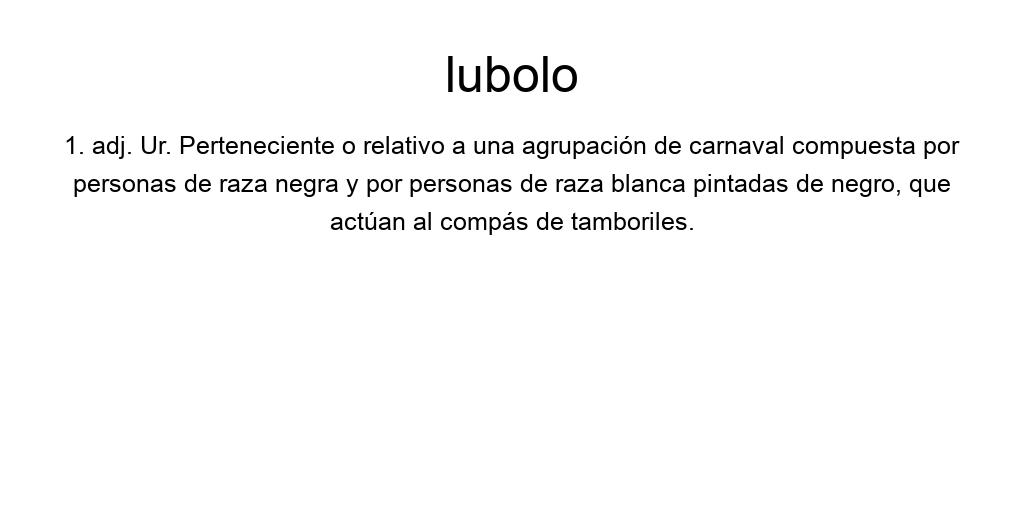 lubolo
1. adj. Ur. Perteneciente o relativo a una agrupación de carnaval compuesta por
personas de raza negra y por personas de raza blanca pintadas de negro, que
actúan al compás de tamboriles.